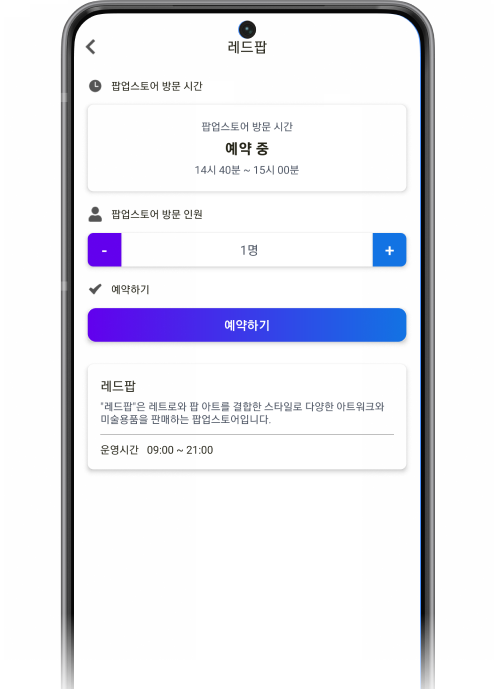 레드팝
팝업스토어 방문 시간
팝업스토어 방문 시간
예약 중
14시 40분 ~ 15시 00분
팝업스토어 방문 인원
-
1명
+
예약하기
예약하기
레드팝
"레드팝"은 레트로와 팝 아트를 결합한 스타일로 다양한 아트워크와
미술용품을 판매하는 팝업스토어입니다.
운영시간 09:00 ~ 21:00